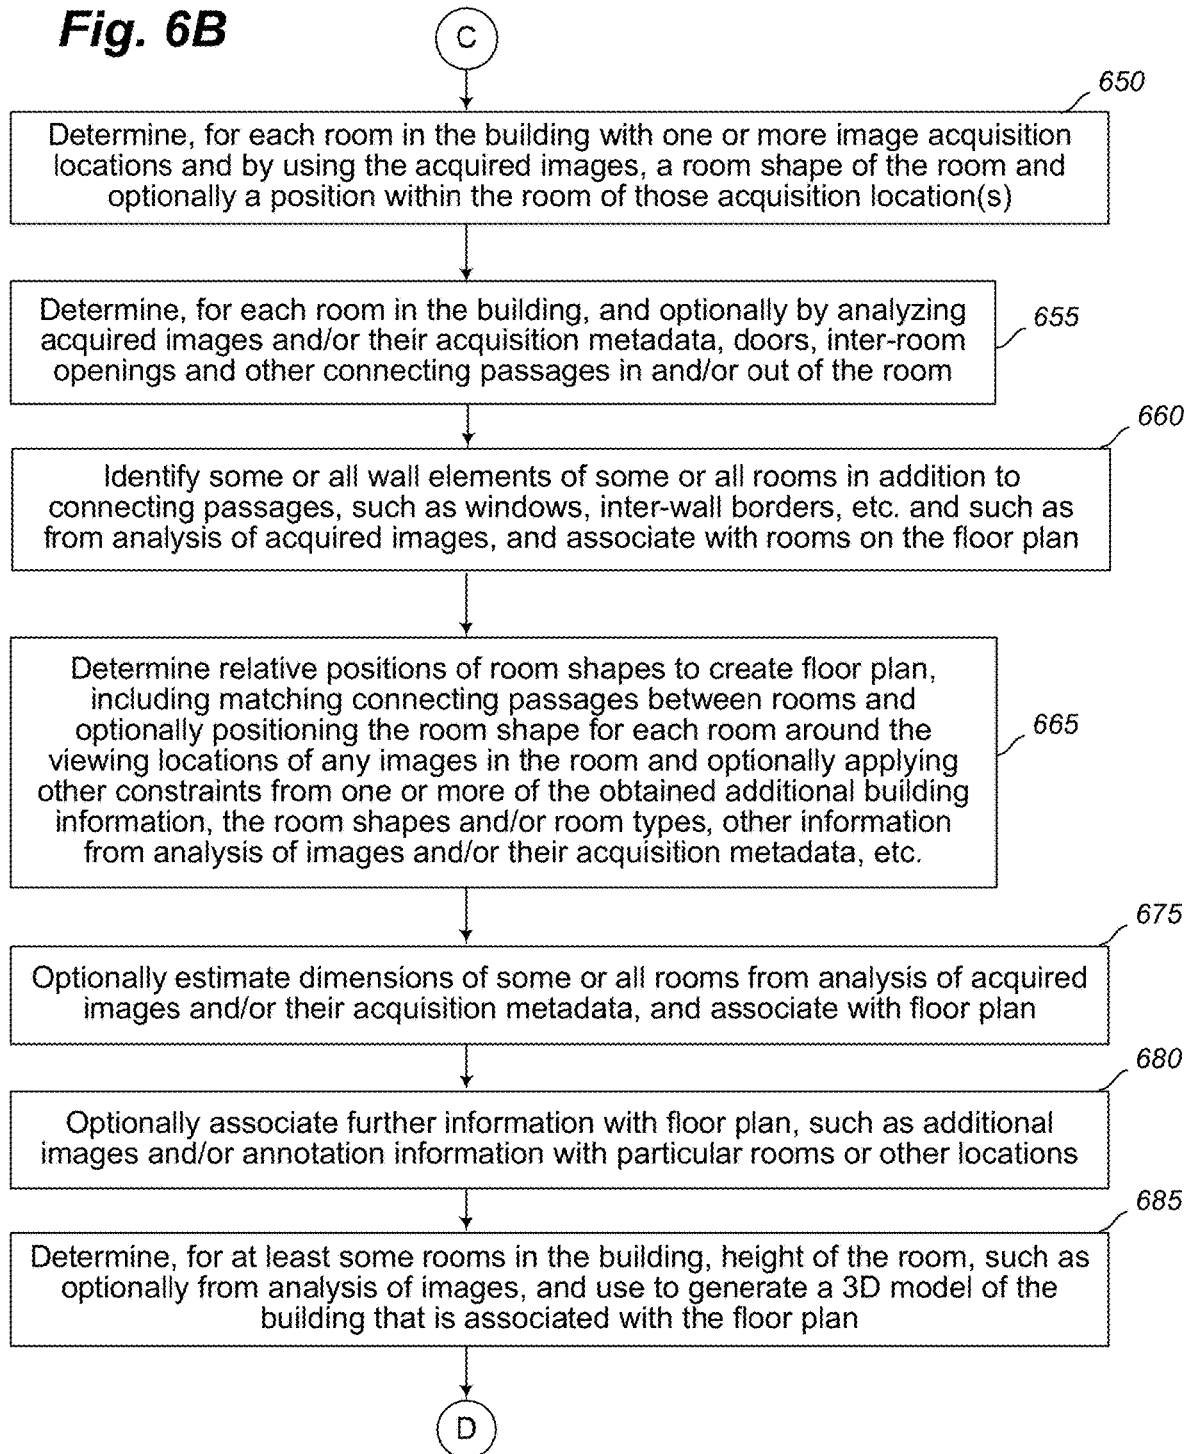 Fig. 6B
C
650
Determine, for each room in the building with one or more image acquisition
locations and by using the acquired images, a room shape of the room and
optionally a position within the room of those acquisition location(s)
Determine, for each room in the building, and optionally by analyzing
acquired images and/or their acquisition metadata, doors, inter-room
openings and other connecting passages in and/or out of the room
655
660
Identify some or all wall elements of some or all rooms in addition to
connecting passages, such as windows, inter-wall borders, etc. and such as
from analysis of acquired images, and associate with rooms on the floor plan
Determine relative positions of room shapes to create floor plan,
including matching connecting passages between rooms and
optionally positioning the room shape for each room around the
viewing locations of any images in the room and optionally applying
other constraints from one or more of the obtained additional building
information, the room shapes and/or room types, other information
from analysis of images and/or their acquisition metadata, etc.
665
675
Optionally estimate dimensions of some or all rooms from analysis of acquired
images and/or their acquisition metadata, and associate with floor plan
680
Optionally associate further information with floor plan, such as additional
images and/or annotation information with particular rooms or other locations
685
Determine, for at least some rooms in the building, height of the room, such as
optionally from analysis of images, and use to generate a 3D model of the
building that is associated with the floor plan
D